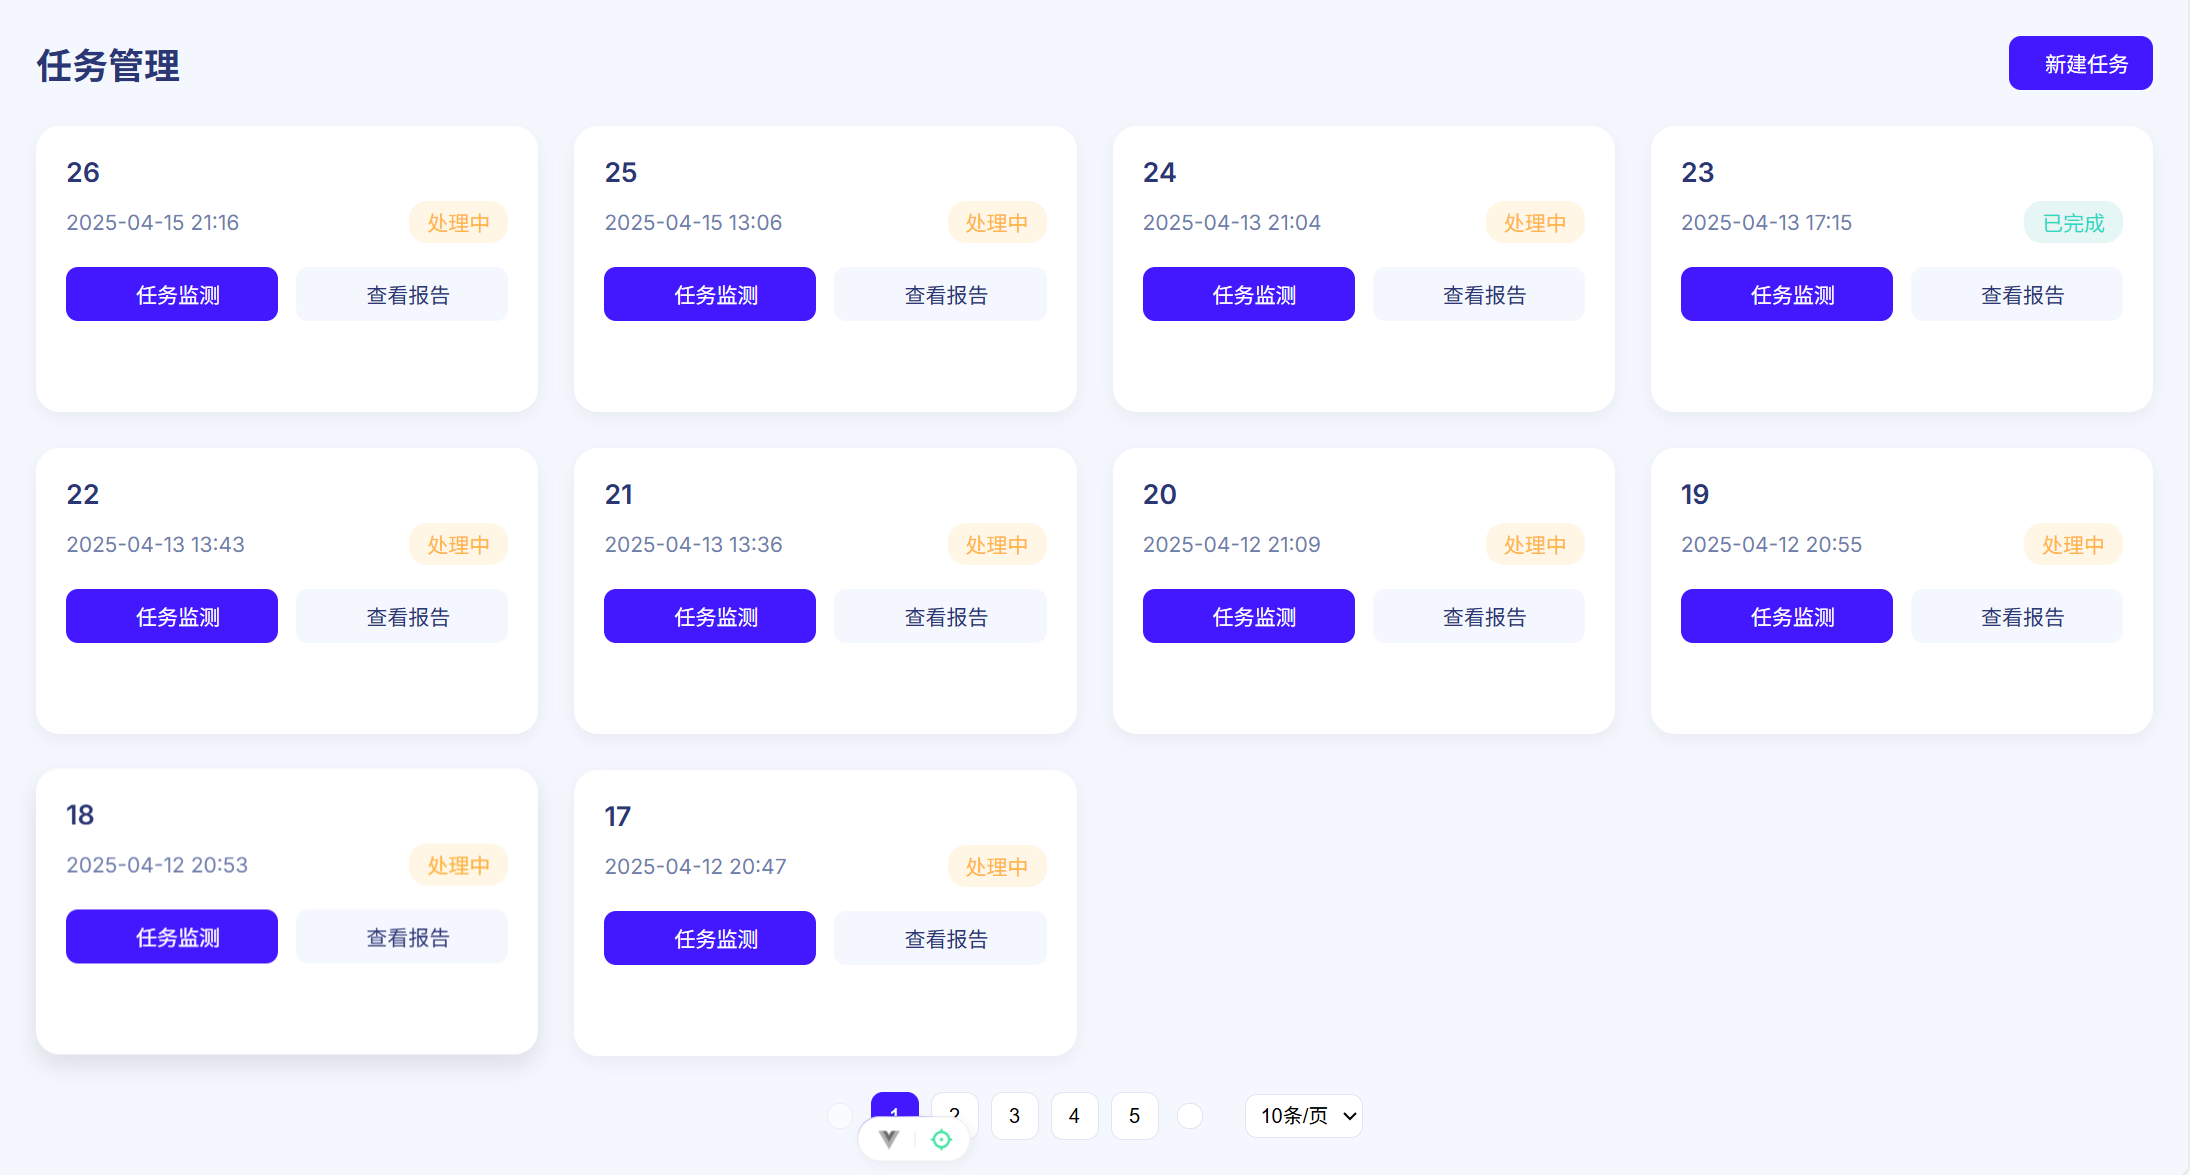 任务管理
新建任务
26
2025-04-15 21:16
处理中
任务监测
查看报告
25
2025-04-15 13:06
处理中
任务监测
查看报告
24
2025-04-13 21:04
处理中
任务监测
查看报告
23
2025-04-13 17:15
已完成
任务监测
查看报告
22
2025-04-13 13:43
处理中
任务监测
查看报告
21
2025-04-13 13:36
处理中
任务监测
查看报告
20
2025-04-12 21:09
处理中
任务监测
查看报告
19
2025-04-12 20:55
处理中
任务监测
查看报告
18
2025-04-12 20:53
处理中
任务监测
查看报告
17
2025-04-12 20:47
处理中
任务监测
查看报告
1 2 3 4 5 10条/页